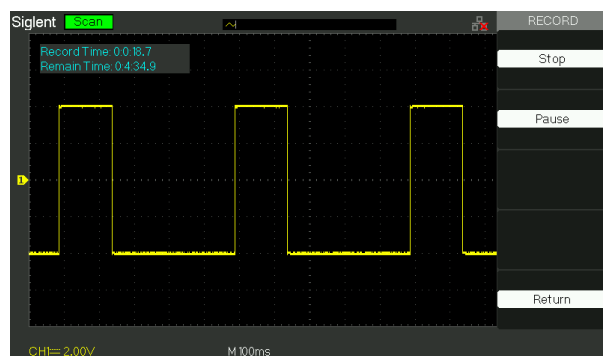 Siglent Scan RECORD
Record Time: 0:0:18.7
Remain Time: 0:4:34.9
Stop
Pause
1
Return
CH1 2.00V M 100ms